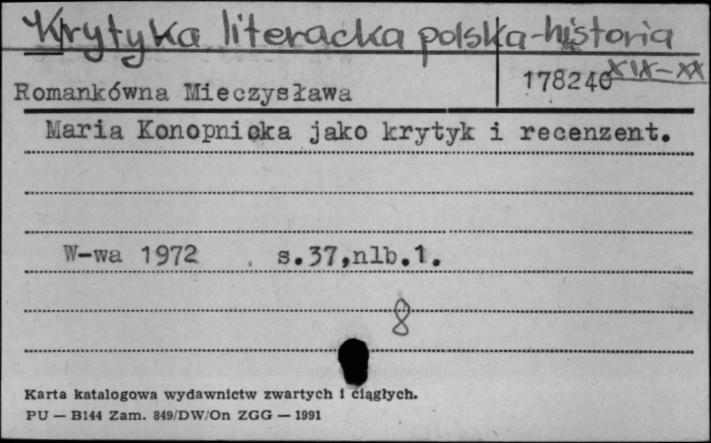 Krytyka literacka polska-historia
XIX-XX
Romankówna Mieczysława 178240
Maria Konopnicka jako krytyk i recenzent.
W-wa 1972 s.37,nlb.1.
8
Karta katalogowa wydawnictw zwartych i ciągłych.
PU — B144 Zam. 849/DW/On ZGG — 1991